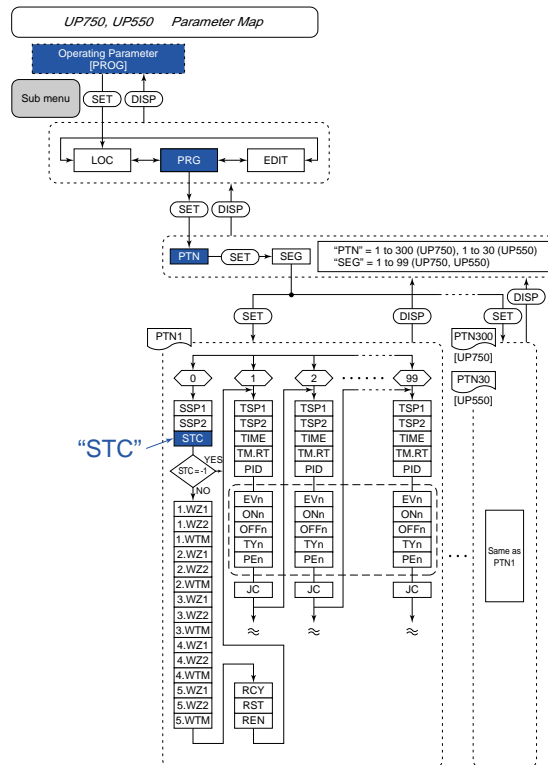 UP750, UP550 Parameter Map
Operating Parameter
[PROG]
Sub menu
SET
DISP
LOC
PRG
EDIT
SET
DISP
PTN
SET
SEG
“PTN” = 1 to 300 (UP750), 1 to 30 (UP550)
“SEG” = 1 to 99 (UP750, UP550)
DISP
SET
DISP
SET
PTN1
PTN300
[UP750]
PTN30
[UP550]
0
1
2
99
SSP1
TSP1
TSP1
TSP1
SSP2
TSP2
TSP2
TSP2
“STC”
STC
TIME
TIME
TIME
TM.RT
TM.RT
TM.RT
YES
STC = -1
PID
PID
PID
NO
EVn
EVn
EVn
1.WZ1
ONn
ONn
ONn
1.WZ2
OFFn
OFFn
OFFn
1.WTM
TYn
TYn
TYn
2.WZ1
PEn
PEn
PEn
2.WZ2
2.WTM
JC
JC
JC
3.WZ1
3.WZ2
3.WTM
4.WZ1
4.WZ2
4.WTM
5.WZ1
RCY
5.WZ2
RST
5.WTM
REN
Same as
PTN1